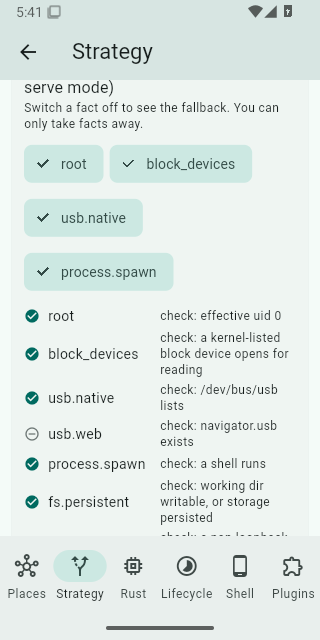 5:41
Strategy
serve mode)
Switch a fact off to see the fallback. You can
only take facts away.
root
block_devices
usb.native
process.spawn
root
check: effective uid 0
block_devices
check: a kernel-listed
block device opens for
reading
usb.native
check: /dev/bus/usb
lists
usb.web
check: navigator.usb
exists
process.spawn
check: a shell runs
fs.persistent
check: working dir
writable, or storage
persisted
check: a non-loopback
Places
Strategy
Rust
Lifecycle
Shell
Plugins